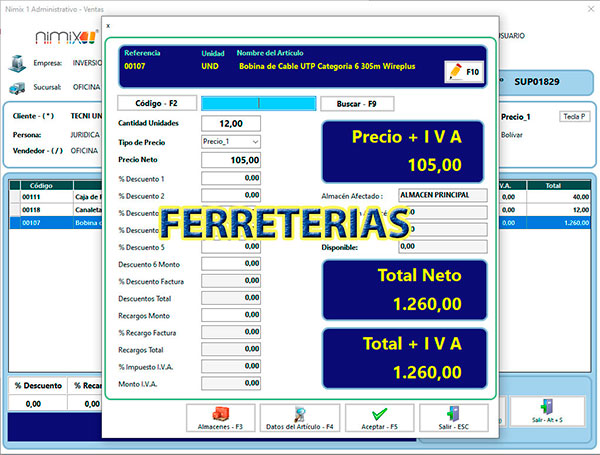 Nimix 1 Administrativo - Ventas
nimix
USUARIO
Empresa: INVERSIO
Sucursal: OFICINA
SUP01829
Cliente - (*) TECNI UN
Persona: JURIDICA
Vendedor - (/) OFICINA
Precio_1
Tecla P
Bolívar
Código
00111 Caja de
00118 Canaleta
00107 Bobina d
V.A. Total
0,00 40,00
0,00 12,00
0,00 1.260,00
% Descuento % Reca
0,00 0,00
Salir - Alt + S
x
Referencia Unidad Nombre del Artículo
00107 UND Bobina de Cable UTP Categoria 6 305m Wireplus
F10
Código - F2
Buscar - F9
Cantidad Unidades 12,00
Tipo de Precio Precio_1
Precio Neto 105,00
% Descuento 1 0,00
% Descuento 2 0,00
% Descuento 0,00
0,00
% Descuento 5 0,00
Descuento 6 Monto 0,00
% Descuento Factura 0,00
Descuentos Total 0,00
Recargos Monto 0,00
% Recargo Factura 0,00
Recargos Total 0,00
% Impuesto I.V.A. 0,00
Monto I.V.A. 0,00
Precio + I V A
105,00
Almacén Afectado : ALMACEN PRINCIPAL
Disponible: 0,00
FERRETERIAS
Total Neto
1.260,00
Total + I V A
1.260,00
Almacenes - F3
Datos del Artículo - F4
Aceptar - F5
Salir - ESC